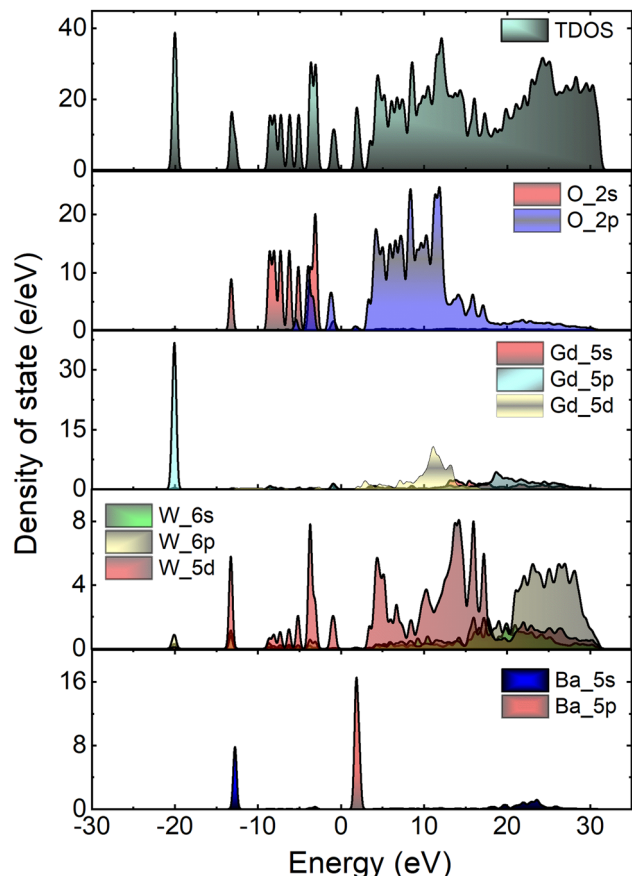 Density of state (e/eV)
40
20
0
TDOS
20
10
0
O_2s
O_2p
30
15
0
Gd_5s
Gd_5p
Gd_5d
8
4
0
W_6s
W_6p
W_5d
16
8
0
Ba_5s
Ba_5p
-30 -20 -10 0 10 20 30
Energy (eV)